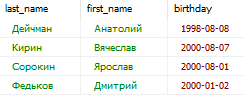 last_name first_name birthday
Дейчман Анатолий 1998-08-08
Кирин Вячеслав 2000-08-07
Сорокин Ярослав 2000-08-01
Федьков Дмитрий 2000-01-02